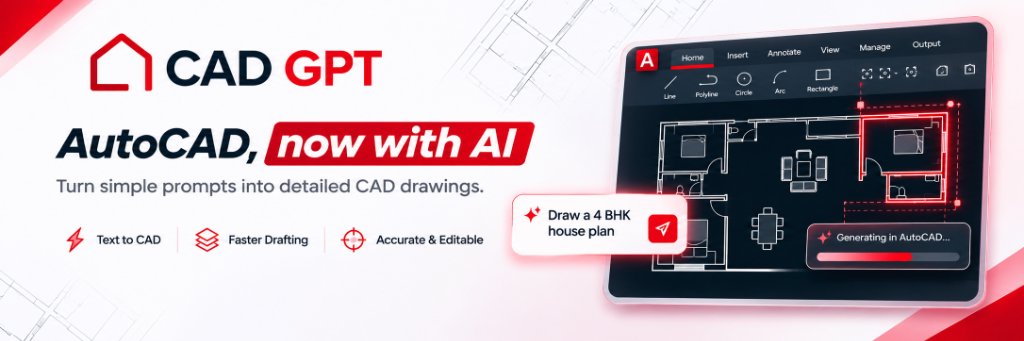 CAD GPT
AutoCAD, now with AI
Turn simple prompts into detailed CAD drawings.
Text to CAD
Faster Drafting
Accurate & Editable
A
Home
Insert
Annotate
View
Manage
Output
Line
Polyline
Circle
Arc
Rectangle
Draw a 4 BHK
house plan
Generating in AutoCAD...